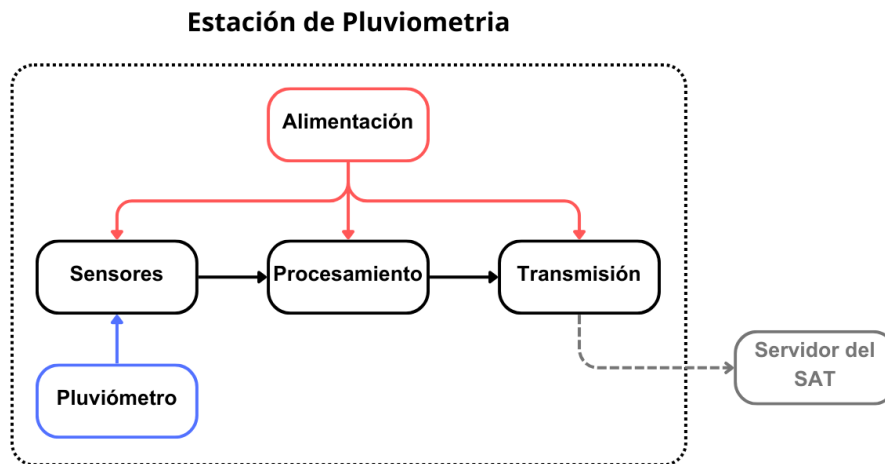 Estación de Pluviometria
Alimentación
Sensores
Procesamiento
Transmisión
Pluviómetro
Servidor del
SAT